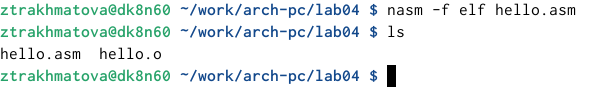 ztrakhmatova@dk8n60 ~/work/arch-pc/lab04 $ nasm -f elf hello.asm
ztrakhmatova@dk8n60 ~/work/arch-pc/lab04 $ ls
hello.asm  hello.o
ztrakhmatova@dk8n60 ~/work/arch-pc/lab04 $